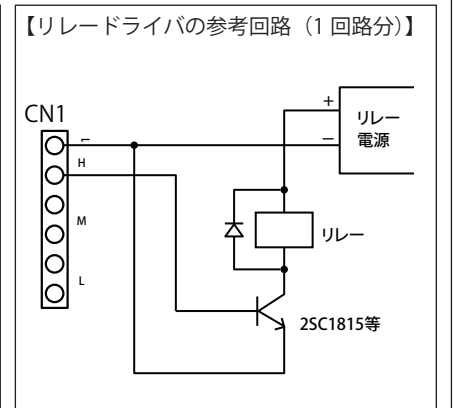 【リレードライバの参考回路（1 回路分）】
CN1
1
H
M
L
+
−
リレー
電源
リレー
2SC1815等